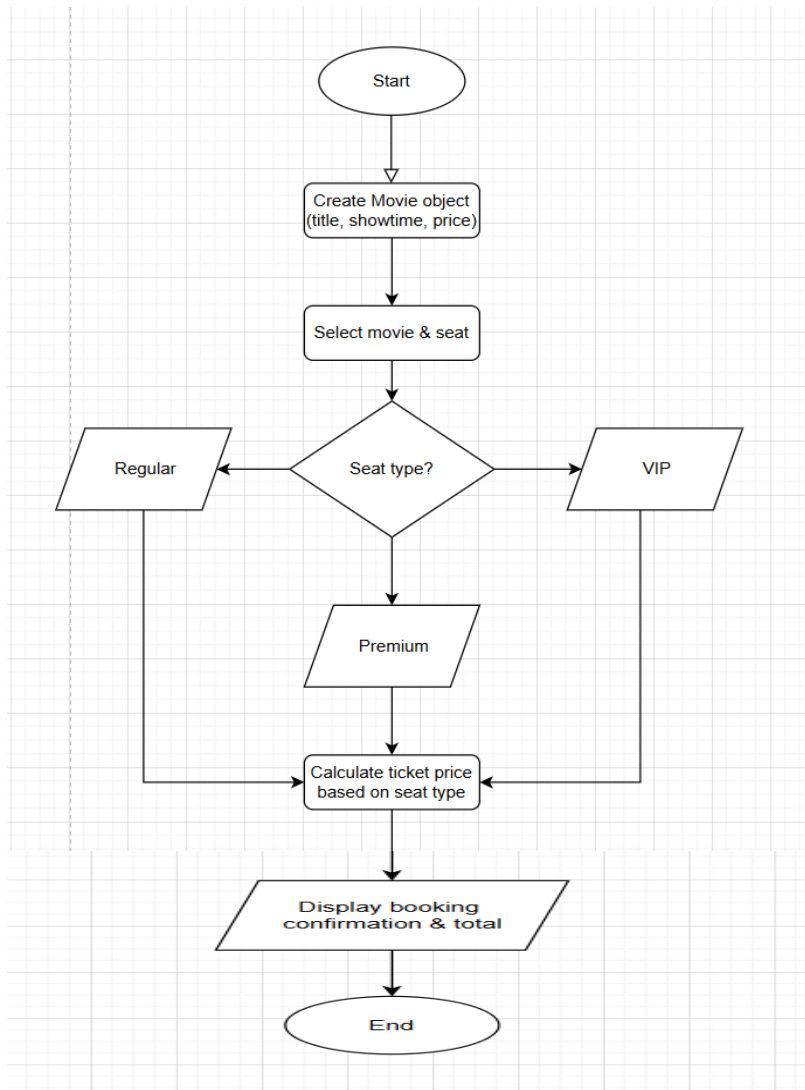 Start
Create Movie object
(title, showtime, price)
Select movie & seat
Regular
Seat type?
VIP
Premium
Calculate ticket price
based on seat type
Display booking
confirmation & total
End